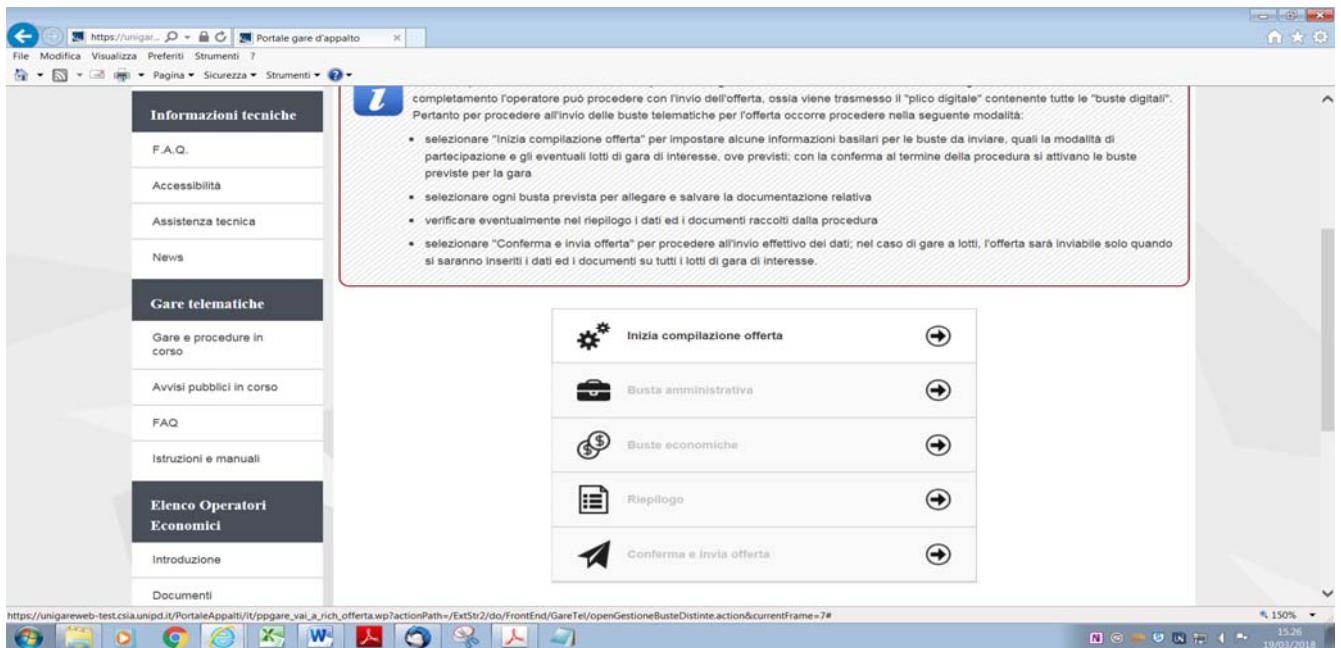 https://unigar...
Portale gare d'appalto
File Modifica Visualizza Preferiti Strumenti ?
Pagina Sicurezza Strumenti
Informazioni tecniche
F.A.Q.
Accessibilità
Assistenza tecnica
News
Gare telematiche
Gare e procedure in
corso
Avvisi pubblici in corso
FAQ
Istruzioni e manuali
Elenco Operatori
Economici
Introduzione
Documenti
completamento l'operatore può procedere con l'invio dell'offerta, ossia viene trasmesso il "plico digitale" contenente tutte le "buste digitali".
Pertanto per procedere all'invio delle buste telematiche per l'offerta occorre procedere nella seguente modalità:
• selezionare "Inizia compilazione offerta" per impostare alcune informazioni basilari per le buste da inviare, quali la modalità di
partecipazione e gli eventuali lotti di gara di interesse, ove previsti; con la conferma al termine della procedura si attivano le buste
previste per la gara
• selezionare ogni busta prevista per allegare e salvare la documentazione relativa
• verificare eventualmente nel riepilogo i dati ed i documenti raccolti dalla procedura
• selezionare "Conferma e invia offerta" per procedere all'invio effettivo dei dati; nel caso di gare a lotti, l'offerta sarà inviabile solo quando
si saranno inseriti i dati ed i documenti su tutti i lotti di gara di interesse.
Inizia compilazione offerta
Busta amministrativa
Buste economiche
Riepilogo
Conferma e invia offerta
https://unigareweb-test.csia.unipd.it/PortaleAppalti/it/ppgare_vai_a_rich_offerta.wp?actionPath=/ExtStr2/do/FrontEnd/GareTel/openGestioneBusteDistinte.action&currentFrame=7#
150%
15.26
19/03/2018